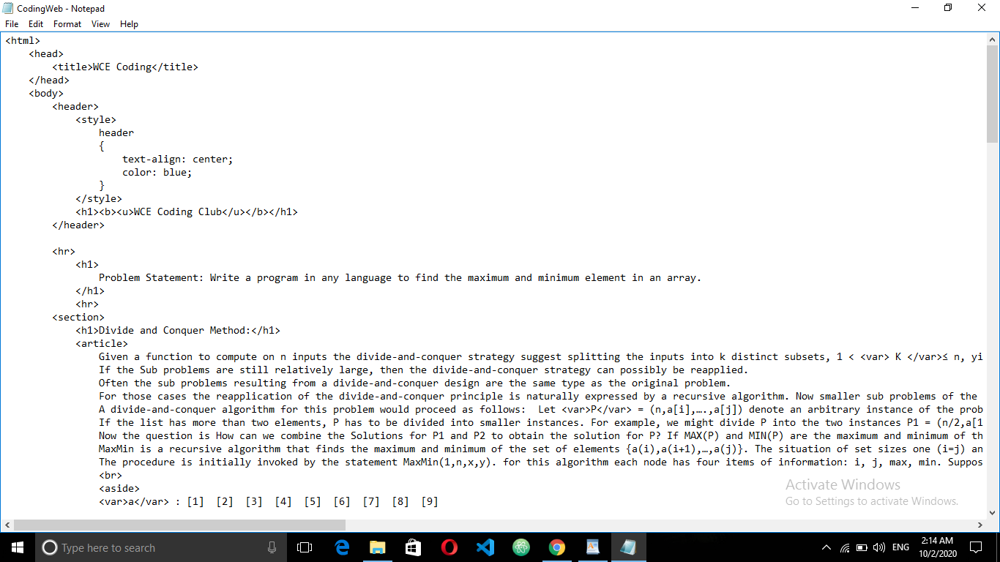 CodingWeb - Notepad
File Edit Format View Help
<html>
    <head>
        <title>WCE Coding</title>
    </head>
    <body>
        <header>
            <style>
                header
                {
                    text-align: center;
                    color: blue;
                }
            </style>
            <h1><b><u>WCE Coding Club</u></b></h1>
        </header>

        <hr>
            <h1>
                Problem Statement: Write a program in any language to find the maximum and minimum element in an array.
            </h1>
            <hr>
        <section>
            <h1>Divide and Conquer Method:</h1>
            <article>
                Given a function to compute on n inputs the divide-and-conquer strategy suggest splitting the inputs into k distinct subsets, 1 < <var> K </var>≤ n, yi
                If the Sub problems are still relatively large, then the divide-and-conquer strategy can possibly be reapplied.
                Often the sub problems resulting from a divide-and-conquer design are the same type as the original problem.
                For those cases the reapplication of the divide-and-conquer principle is naturally expressed by a recursive algorithm. Now smaller sub problems of the
                A divide-and-conquer algorithm for this problem would proceed as follows:  Let <var>P</var> = (n,a[i],….,a[j]) denote an arbitrary instance of the prob
                If the list has more than two elements, P has to be divided into smaller instances. For example, we might divide P into the two instances P1 = (n/2,a[1
                Now the question is How can we combine the Solutions for P1 and P2 to obtain the solution for P? If MAX(P) and MIN(P) are the maximum and minimum of th
                MaxMin is a recursive algorithm that finds the maximum and minimum of the set of elements {a(i),a(i+1),…,a(j)}. The situation of set sizes one (i=j) an
                The procedure is initially invoked by the statement MaxMin(1,n,x,y). for this algorithm each node has four items of information: i, j, max, min. Suppos
                <br>
                <aside>
                <var>a</var> : [1]  [2]  [3]  [4]  [5]  [6]  [7]  [8]  [9]
Activate Windows
Go to Settings to activate Windows.
Type here to search
ENG
2:14 AM
10/2/2020